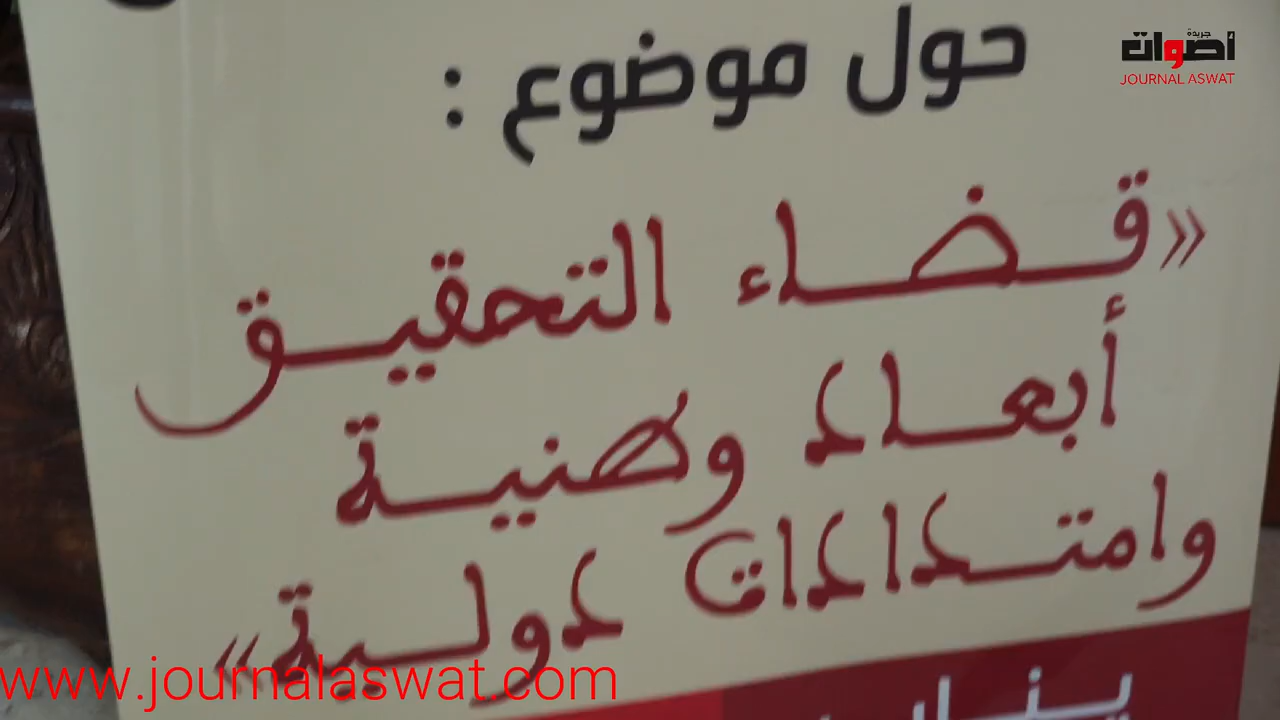 جريدة
أصوات
JOURNAL ASWAT
حول موضوع :
«قضاء التحقيق
أبعاد وطنية
وامتدادات دولية»
www.journalaswat.com